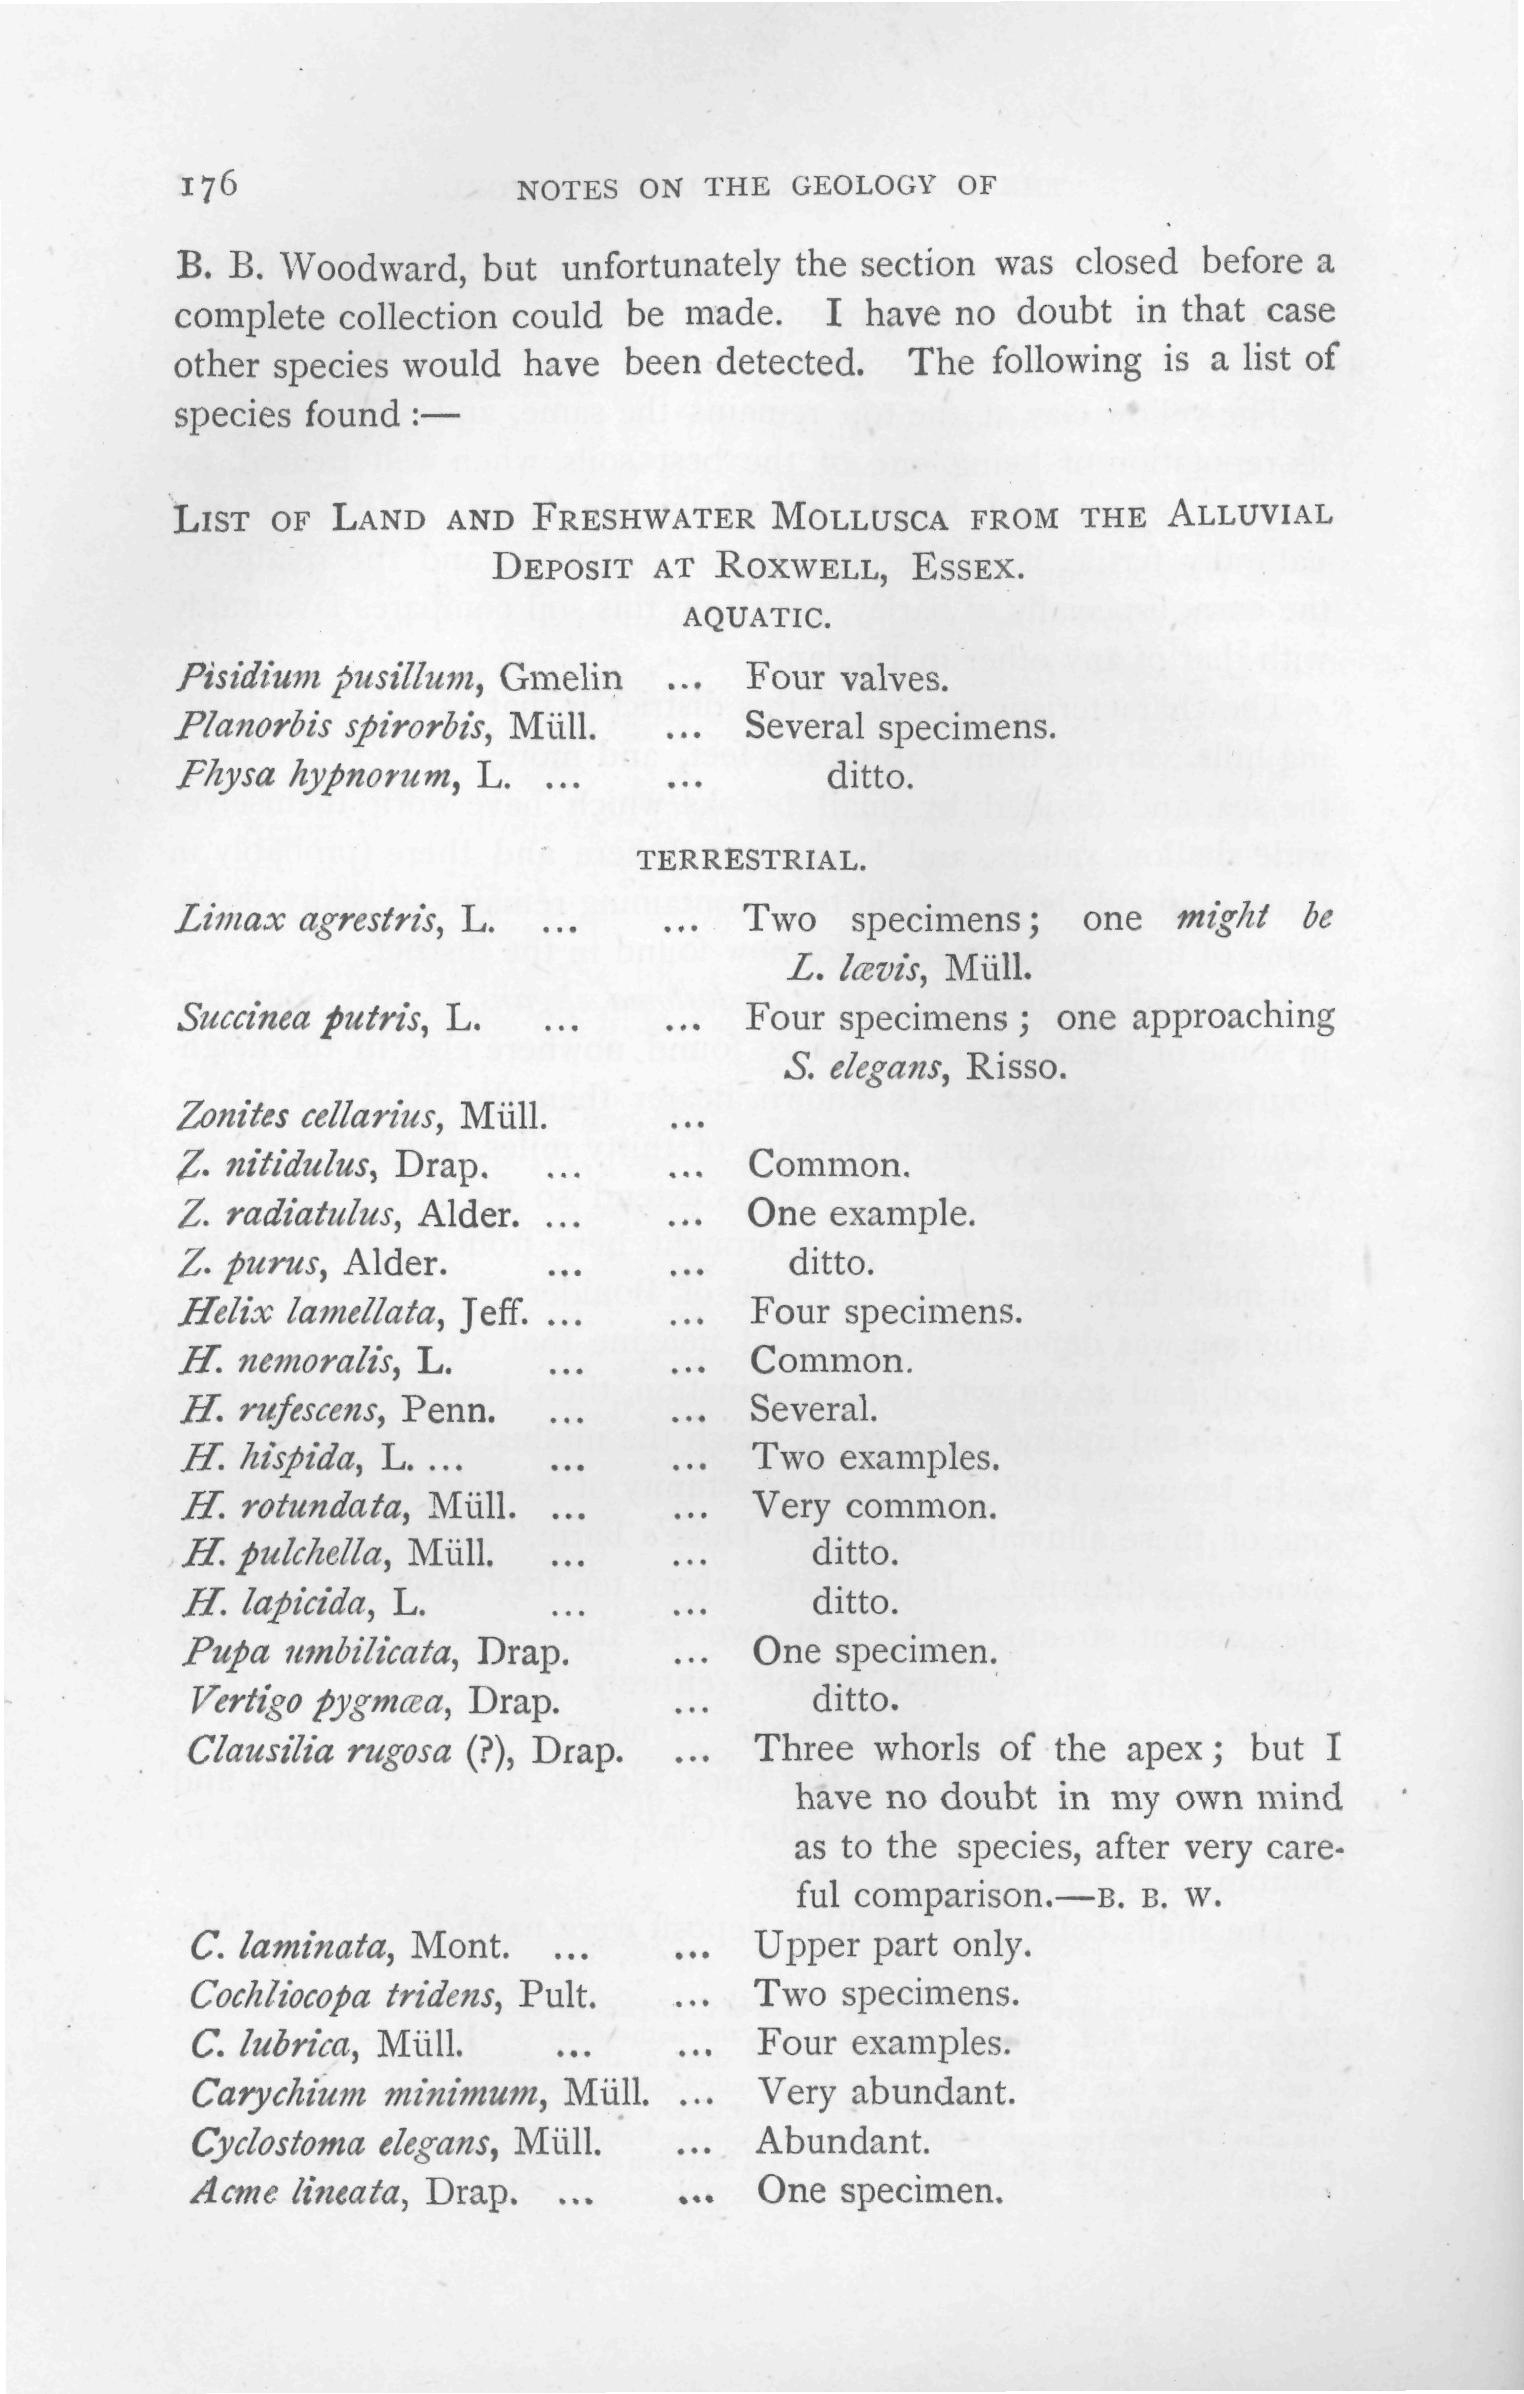 176 NOTES ON THE GEOLOGY OF
B. B. Woodward, but unfortunately the section was closed before a
complete collection could be made. I have no doubt in that case
other species would have been detected. The following is a list of
species found :—
LIST OF LAND AND FRESHWATER MOLLUSCA FROM THE ALLUVIAL
DEPOSIT AT ROXWELL, ESSEX.
AQUATIC.
Pisidium pusillum, Gmelin ... Four valves.
Planorbis spirorbis, Müll. ... Several specimens.
Physa hypnorum, L. ... ... ditto.
TERRESTRIAL.
Limax agrestris, L. ... ... Two specimens; one might be
L. lævis, Müll.
Succinea putris, L. ... ... Four specimens ; one approaching
S. elegans, Risso.
Zonites cellarius, Müll. ...
Z. nitidulus, Drap. ... ... Common.
Z. radiatulus, Alder. ... ... One example.
Z. purus, Alder. ... ... ditto.
Helix lamellata, Jeff. ... ... Four specimens.
H. nemoralis, L. ... ... Common.
H. rufescens, Penn. ... ... Several.
H. hispida, L. ... ... ... Two examples.
H. rotundata, Müll. ... ... Very common.
H. pulchella, Müll. ... ... ditto.
H. lapicida, L. ... ... ditto.
Pupa umbilicata, Drap. ... One specimen.
Vertigo pygmæa, Drap. ... ditto.
Clausilia rugosa (?), Drap. ... Three whorls of the apex ; but I
have no doubt in my own mind
as to the species, after very care-
ful comparison.—B. B. W.
C. laminata, Mont. ... ... Upper part only.
Cochliocopa tridens, Pult. ... Two specimens.
C. lubrica, Müll. ... ... Four examples.
Carychium minimum, Müll. ... Very abundant.
Cyclostoma elegans, Müll. ... Abundant.
Acme lineata, Drap. ... ... One specimen.